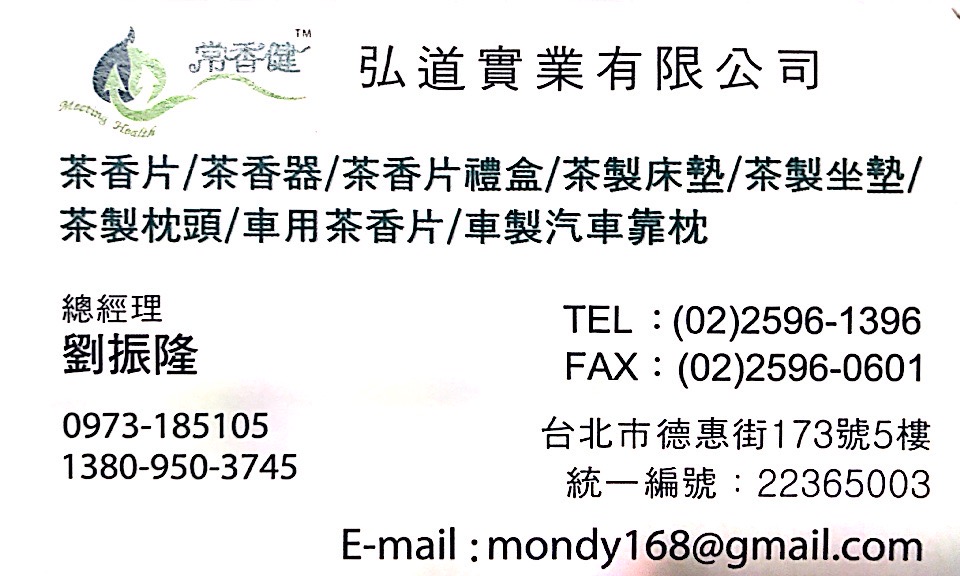 常香健™
Meeting Health
弘道實業有限公司
茶香片/茶香器/茶香片禮盒/茶製床墊/茶製坐墊/
茶製枕頭/車用茶香片/車製汽車靠枕
總經理
劉振隆
0973-185105
1380-950-3745
TEL：(02)2596-1396
FAX：(02)2596-0601
台北市德惠街173號5樓
統一編號：22365003
E-mail：mondy168@gmail.com